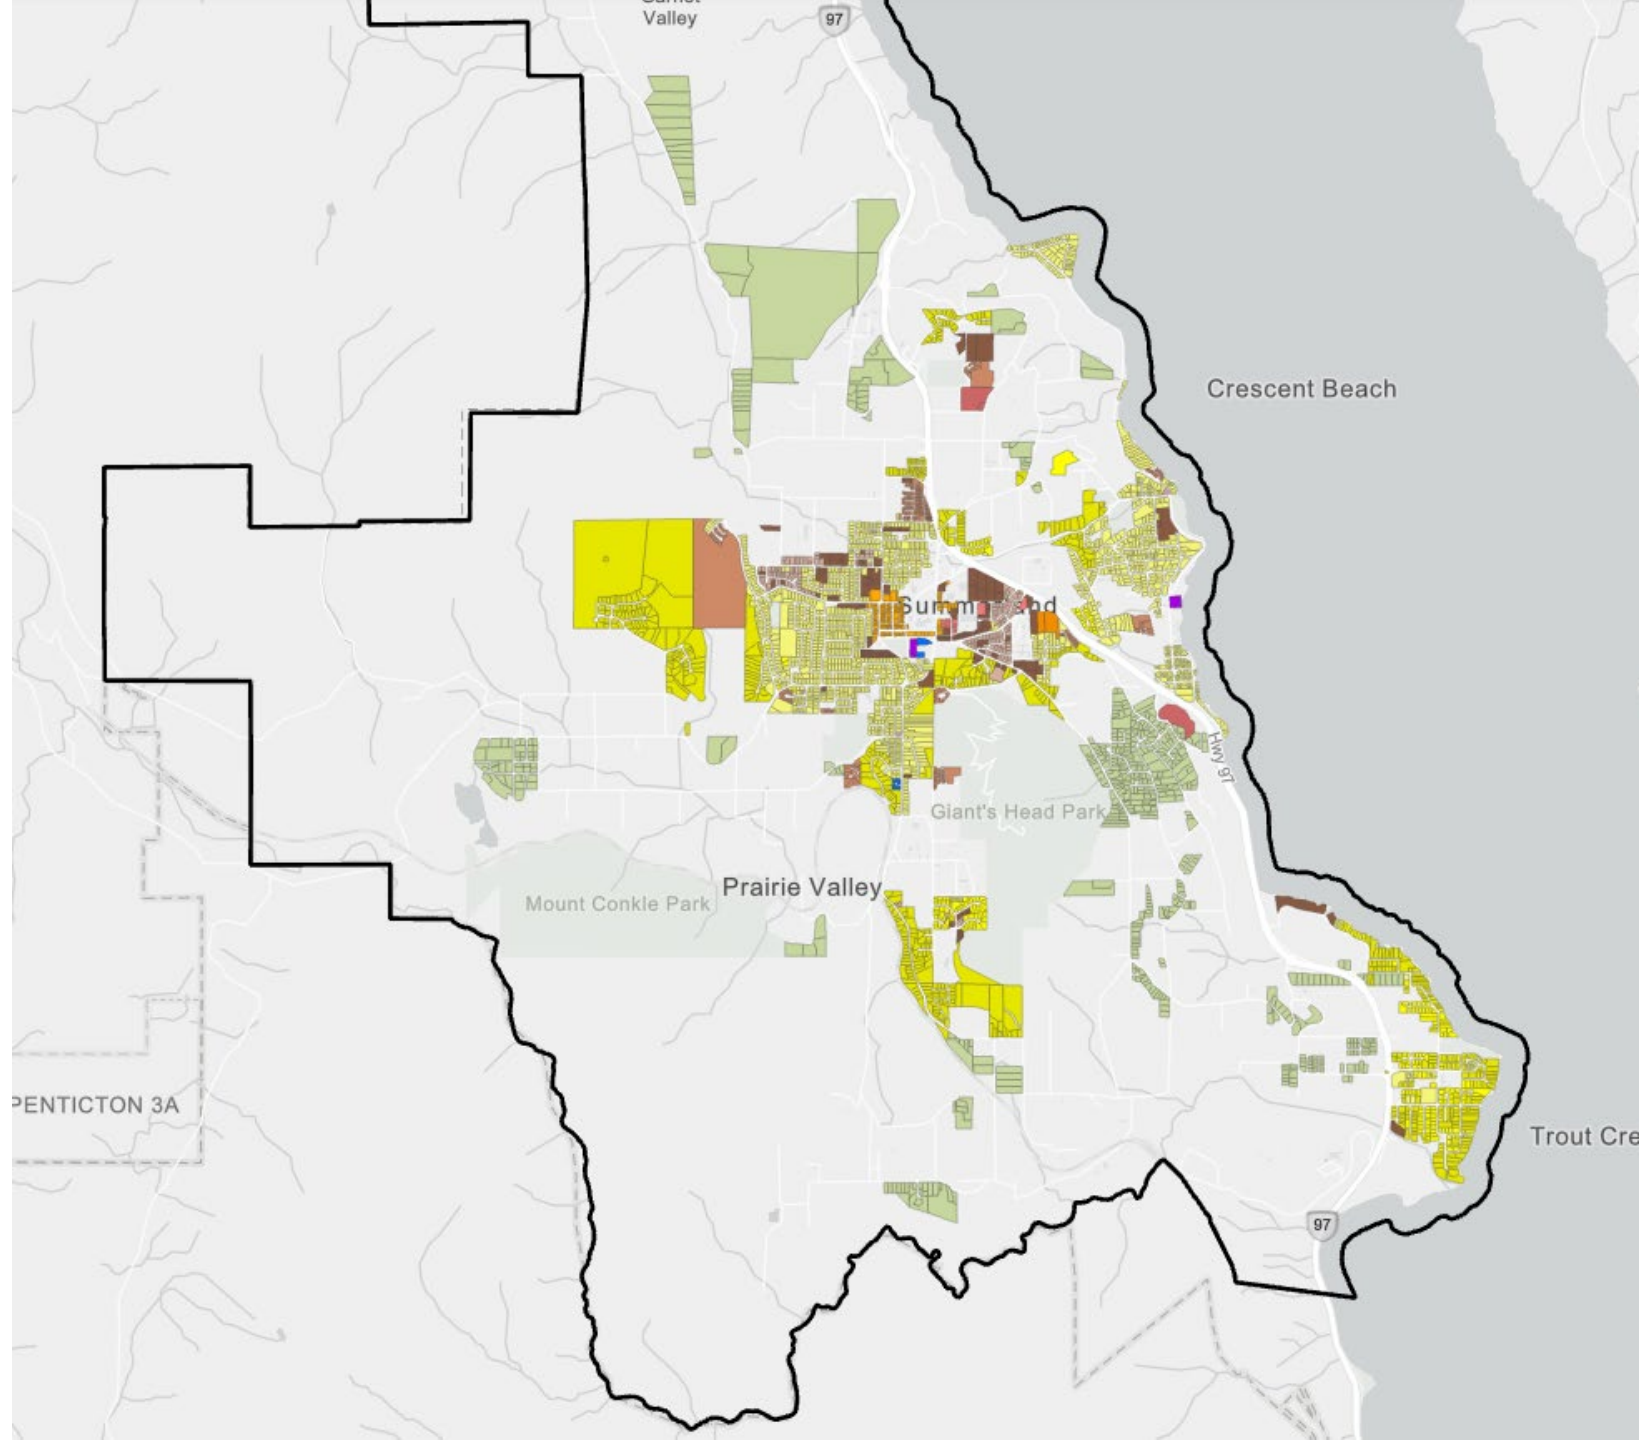 Valley
97
Crescent Beach
Hwy 97
Giant's Head Park
Prairie Valley
Mount Conkle Park
PENTICTON 3A
Trout Cre
97